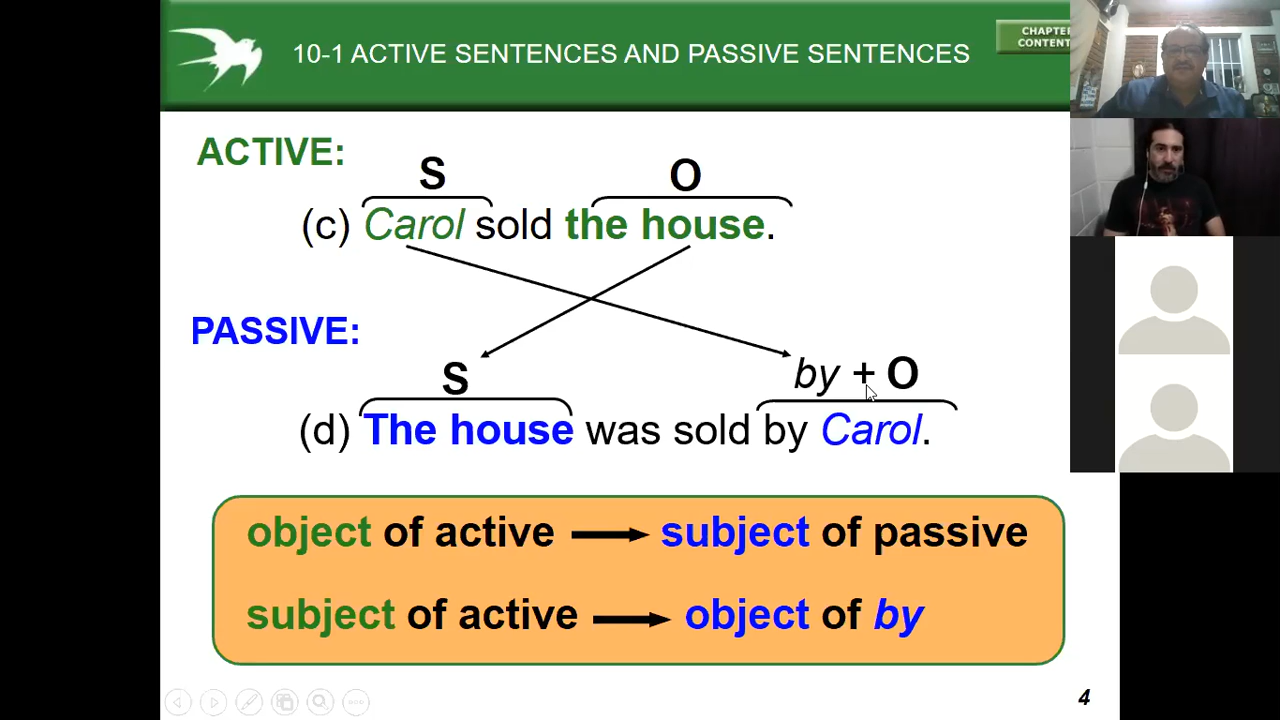 10-1 ACTIVE SENTENCES AND PASSIVE SENTENCES
CHAPTER
CONTENT
ACTIVE:
S O
(c) Carol sold the house.
PASSIVE:
S by + O
(d) The house was sold by Carol.
object of active subject of passive
subject of active object of by
4